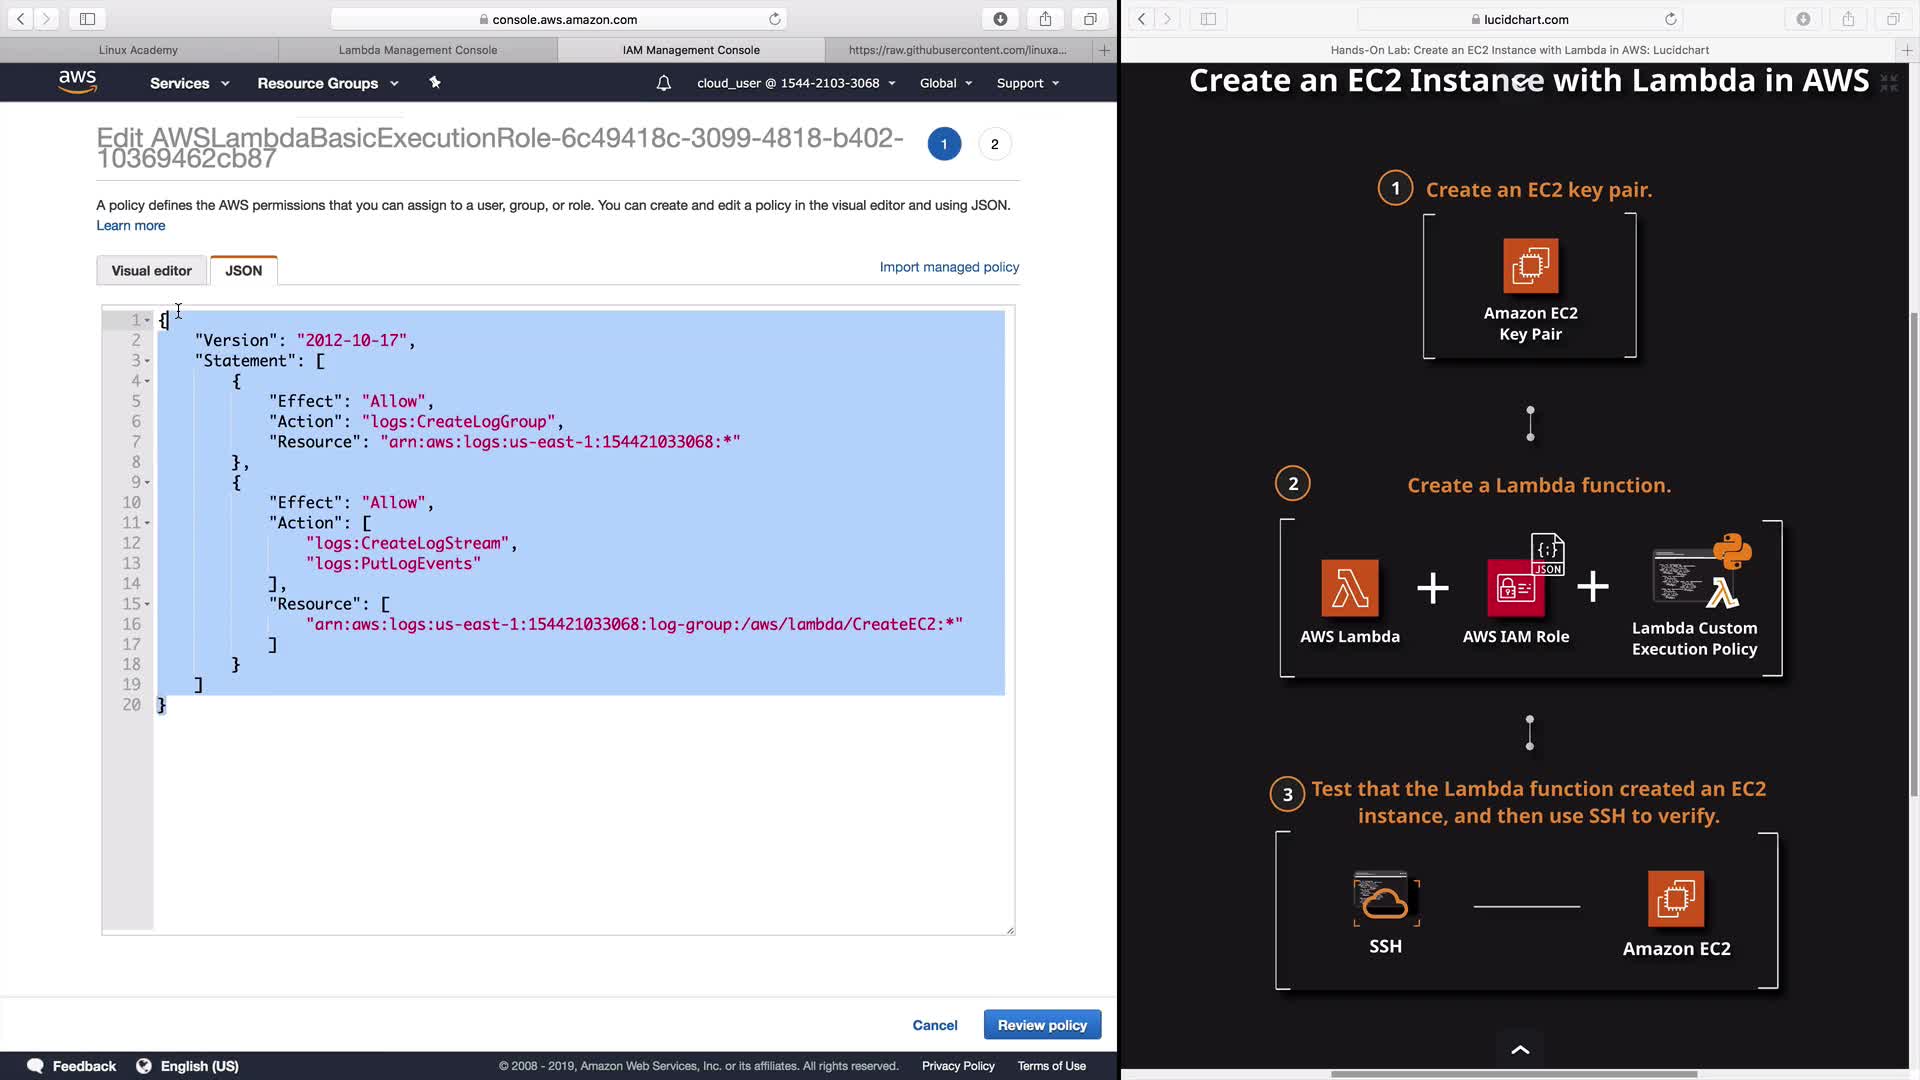 console.aws.amazon.com
Linux Academy
Lambda Management Console
IAM Management Console
https://raw.githubusercontent.com/linuxa...
aws
Services
Resource Groups
cloud_user @ 1544-2103-3068
Global
Support
Edit AWSLambdaBasicExecutionRole-6c49418c-3099-4818-b402-
10369462cb87
1
2
A policy defines the AWS permissions that you can assign to a user, group, or role. You can create and edit a policy in the visual editor and using JSON.
Learn more
Visual editor
JSON
Import managed policy
1 {
2 "Version": "2012-10-17",
3 "Statement": [
4 {
5 "Effect": "Allow",
6 "Action": "logs:CreateLogGroup",
7 "Resource": "arn:aws:logs:us-east-1:154421033068:*"
8 },
9 {
10 "Effect": "Allow",
11 "Action": [
12 "logs:CreateLogStream",
13 "logs:PutLogEvents"
14 ],
15 "Resource": [
16 "arn:aws:logs:us-east-1:154421033068:log-group:/aws/lambda/CreateEC2:*"
17 ]
18 }
19 ]
20 }
Cancel
Review policy
Feedback
English (US)
© 2008 - 2019, Amazon Web Services, Inc. or its affiliates. All rights reserved.
Privacy Policy
Terms of Use
lucidchart.com
Hands-On Lab: Create an EC2 Instance with Lambda in AWS: Lucidchart
Create an EC2 Instance with Lambda in AWS
1
Create an EC2 key pair.
Amazon EC2
Key Pair
2
Create a Lambda function.
{;}
JSON
AWS Lambda
+
AWS IAM Role
+
Lambda Custom
Execution Policy
3
Test that the Lambda function created an EC2
instance, and then use SSH to verify.
SSH
Amazon EC2